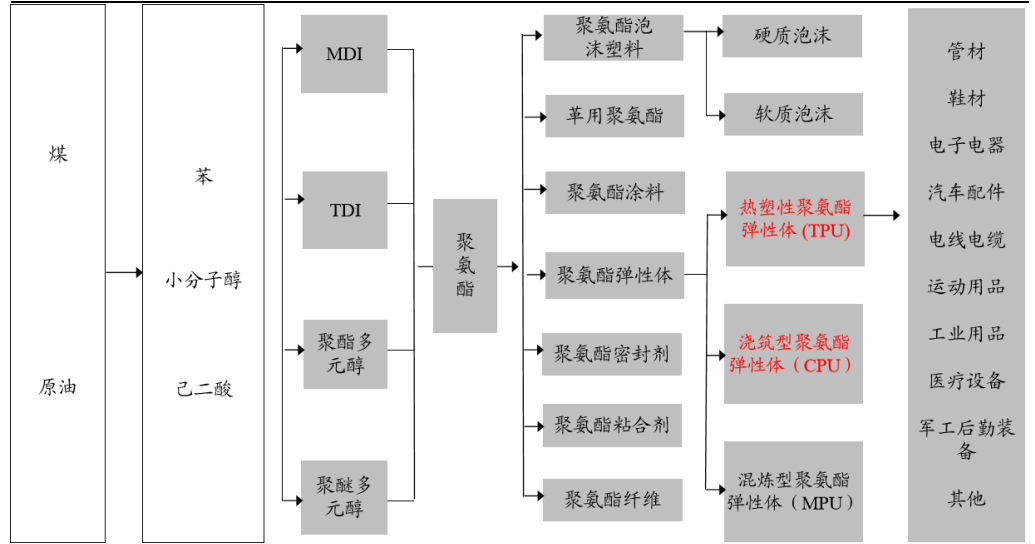 煤
原油
苯
小分子醇
己二酸
MDI
TDI
聚酯多
元醇
聚醚多
元醇
聚
氨
酯
聚氨酯泡
沫塑料
革用聚氨酯
聚氨酯涂料
聚氨酯弹性体
聚氨酯密封剂
聚氨酯粘合剂
聚氨酯纤维
硬质泡沫
软质泡沫
热塑性聚氨酯
弹性体 (TPU)
浇筑型聚氨酯
弹性体（CPU）
混炼型聚氨酯
弹性体（MPU）
管材
鞋材
电子电器
汽车配件
电线电缆
运动用品
工业用品
医疗设备
军工后勤装
备
其他